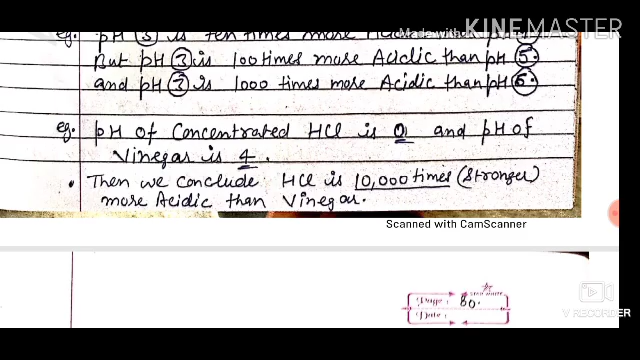 Made with KINEMASTER
eg. pH ③ is ten times more
But pH ③ is 100 times more Acidic than pH ⑤.
and pH ③ is 1000 times more Acidic than pH ⑥.
eg. pH of Concentrated HCl is 0 and pH of
Vinegar is 4.
• Then we conclude HCl is 10,000 times (Stronger)
more Acidic than Vinegar.
Scanned with CamScanner
Page: 80.
Date:
V RECORDER